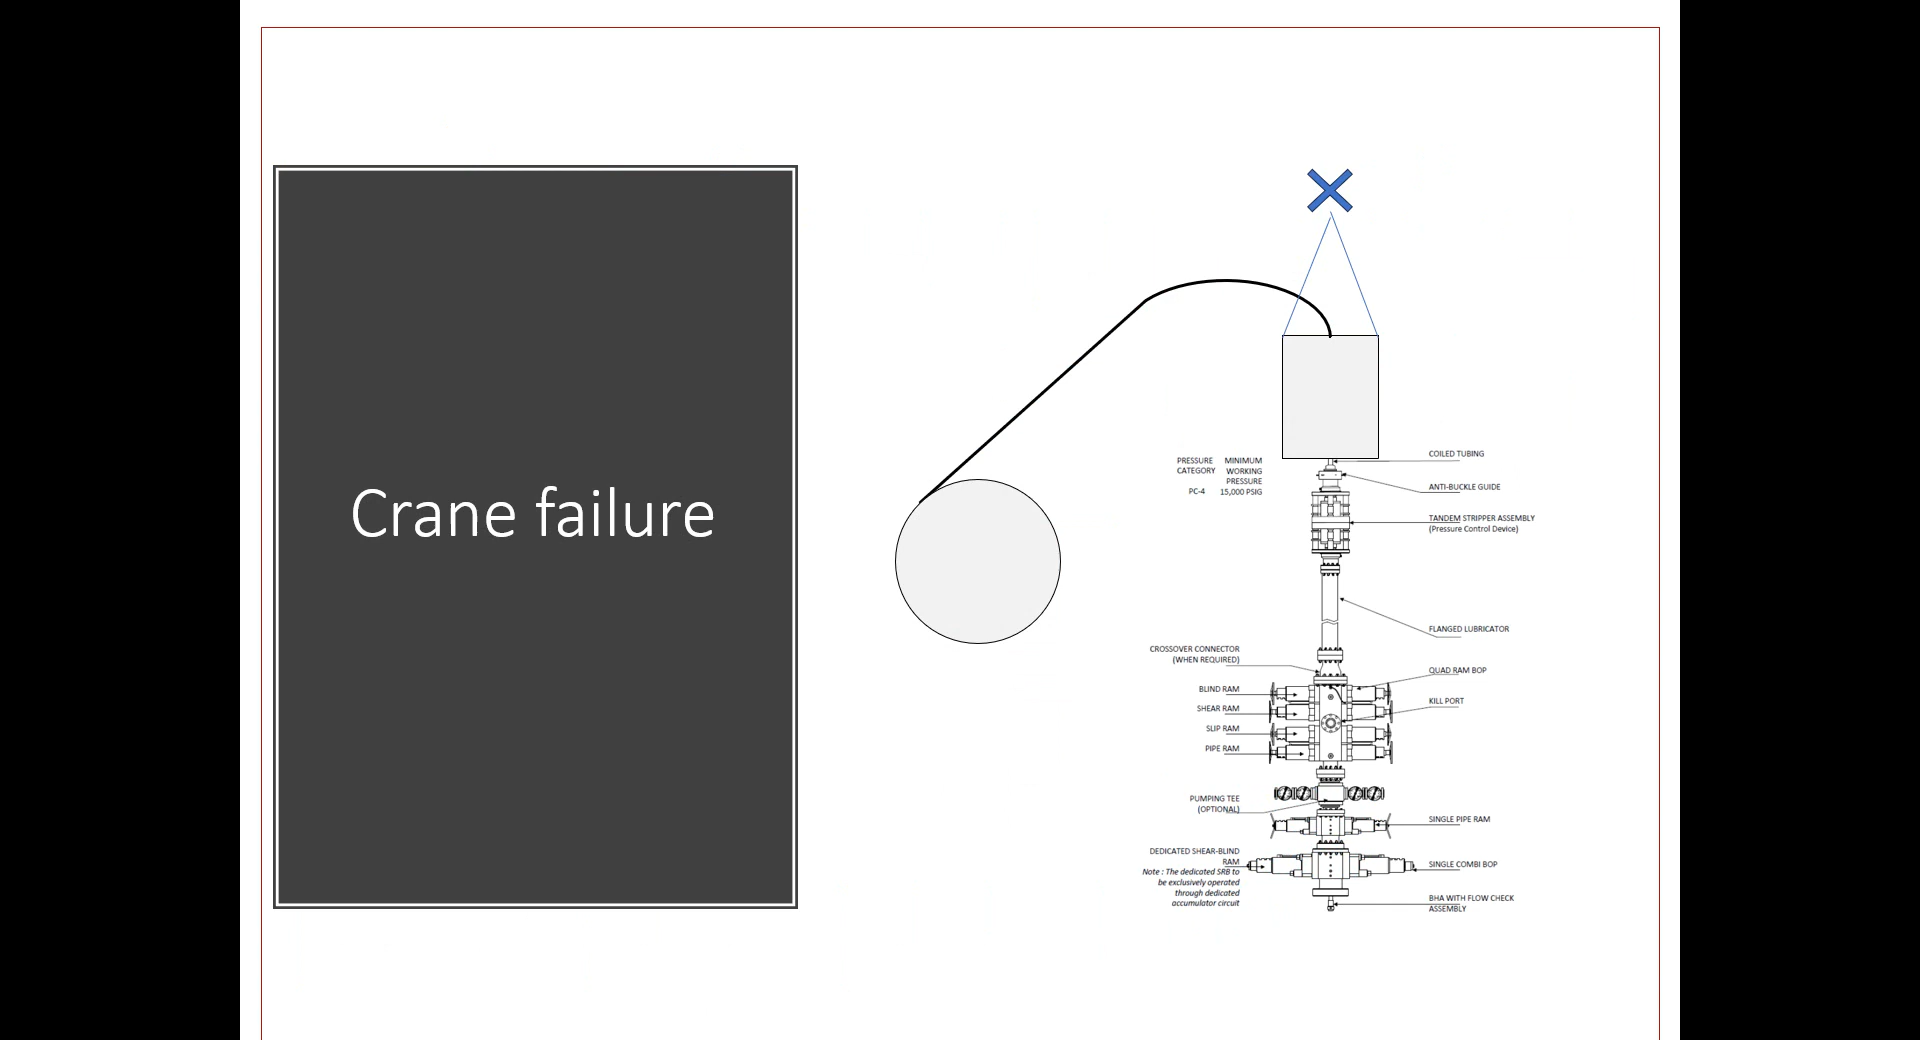 Crane failure
PRESSURE MINIMUM
CATEGORY WORKING
PRESSURE
PC-4 15,000 PSIG
COILED TUBING
ANTI-BUCKLE GUIDE
TANDEM STRIPPER ASSEMBLY
(Pressure Control Device)
FLANGED LUBRICATOR
CROSSOVER CONNECTOR
(WHEN REQUIRED)
QUAD RAM BOP
BLIND RAM
KILL PORT
SHEAR RAM
SLIP RAM
PIPE RAM
PUMPING TEE
(OPTIONAL)
SINGLE PIPE RAM
DEDICATED SHEAR-BLIND
RAM
Note : The dedicated SRB to
be exclusively operated
through dedicated
accumulator circuit
SINGLE COMBI BOP
BHA WITH FLOW CHECK
ASSEMBLY